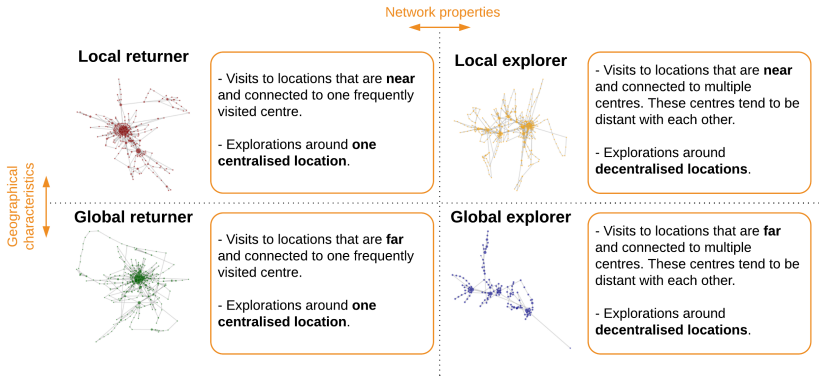 Network properties
Local returner
- Visits to locations that are near
and connected to one frequently
visited centre.
- Explorations around one
centralised location.
Local explorer
- Visits to locations that are near
and connected to multiple
centres. These centres tend to be
distant with each other.
- Explorations around
decentralised locations.
Geographical
characteristics
Global returner
- Visits to locations that are far
and connected to one frequently
visited centre.
- Explorations around one
centralised location.
Global explorer
- Visits to locations that are far
and connected to multiple
centres. These centres tend to be
distant with each other.
- Explorations around
decentralised locations.